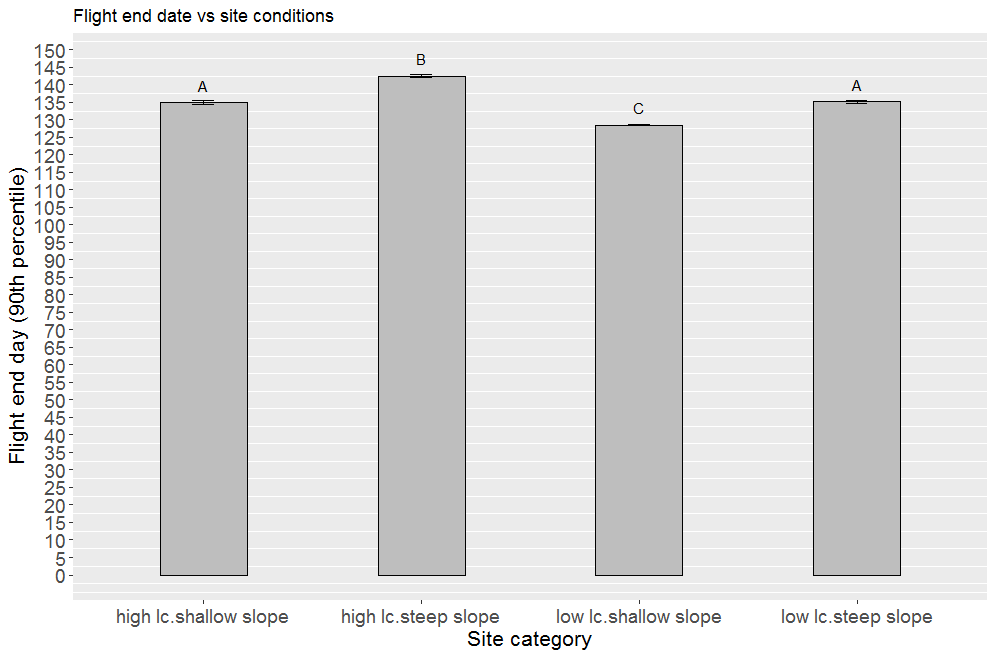 Flight end date vs site conditions
Flight end day (90th percentile)
150
145
140
135
130
125
120
115
110
105
100
95
90
85
80
75
70
65
60
55
50
45
40
35
30
25
20
15
10
5
0
A
B
C
A
high lc.shallow slope
high lc.steep slope
low lc.shallow slope
low lc.steep slope
Site category